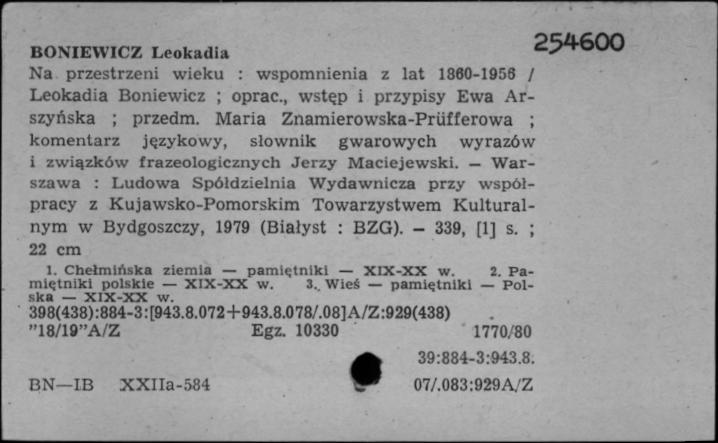 254600
BONIEWICZ Leokadia
Na przestrzeni wieku : wspomnienia z lat 1860-1956 /
Leokadia Boniewicz ; oprac., wstęp i przypisy Ewa Ar-
szyńska ; przedm. Maria Znamierowska-Prüfferowa ;
komentarz językowy, słownik gwarowych wyrazów
i związków frazeologicznych Jerzy Maciejewski. — War-
szawa : Ludowa Spółdzielnia Wydawnicza przy współ-
pracy z Kujawsko-Pomorskim Towarzystwem Kultural-
nym w Bydgoszczy, 1979 (Białyst : BZG). — 339, [1] s. ;
22 cm
1. Chełmińska ziemia — pamiętniki — XIX-XX w. 2. Pa-
miętniki polskie — XIX-XX w. 3. Wieś — pamiętniki — Pol-
ska — XIX-XX w.
398(438):884-3:[943.8.072+943.8.078/.08]A/Z:929(438)
"18/19"A/Z Egz. 10330 1770/80
39:884-3:943.8.
BN—IB XXIIa-584 07/.083:929A/Z